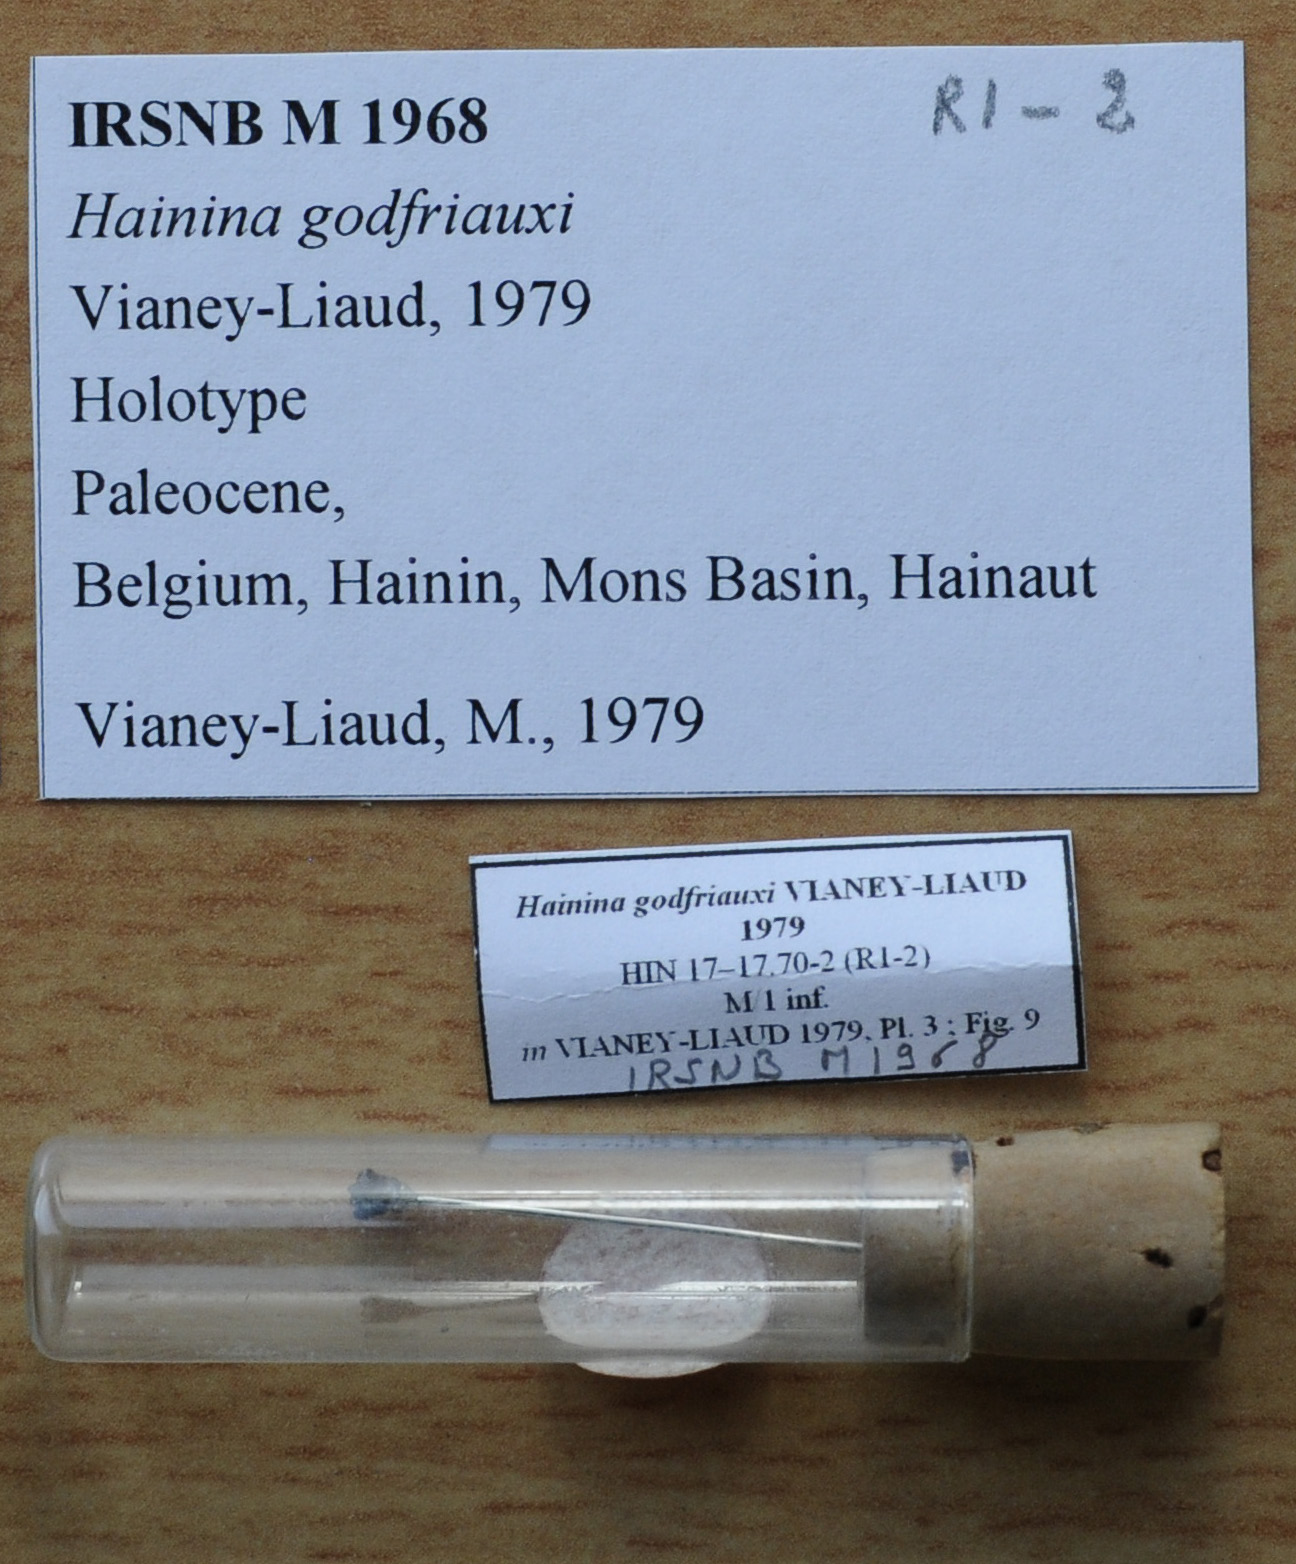 IRSNB M 1968
R1 - 2
Hainina godfriauxi
Vianey-Liaud, 1979
Holotype
Paleocene,
Belgium, Hainin, Mons Basin, Hainaut
Vianey-Liaud, M., 1979
Hainina godfriauxi VIANEY-LIAUD
1979
HIN 17–17.70-2 (R1-2)
M/1 inf.
in VIANEY-LIAUD 1979. Pl. 3 ; Fig. 9
IRSNB M1968